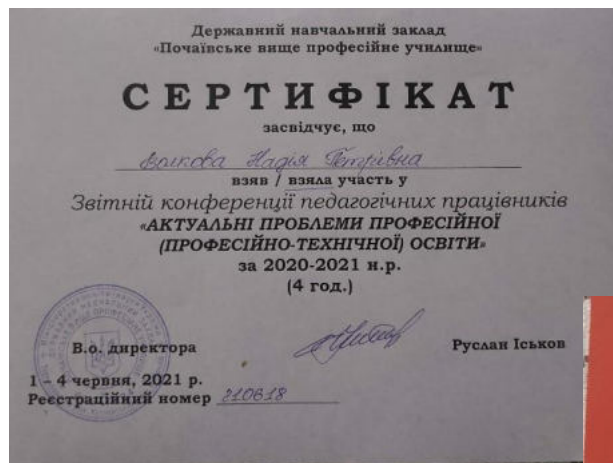 Державний навчальний заклад
«Почаївське вище професійне училище»
СЕРТИФІКАТ
засвідчує, що
Волкова Надія Петрівна
взяв / взяла участь у
Звітній конференції педагогічних працівників
«АКТУАЛЬНІ ПРОБЛЕМИ ПРОФЕСІЙНОЇ
(ПРОФЕСІЙНО-ТЕХНІЧНОЇ) ОСВІТИ»
за 2020-2021 н.р.
(4 год.)
В.о. директора Руслан Іськов
1 – 4 червня, 2021 р.
Реєстраційний номер 210618